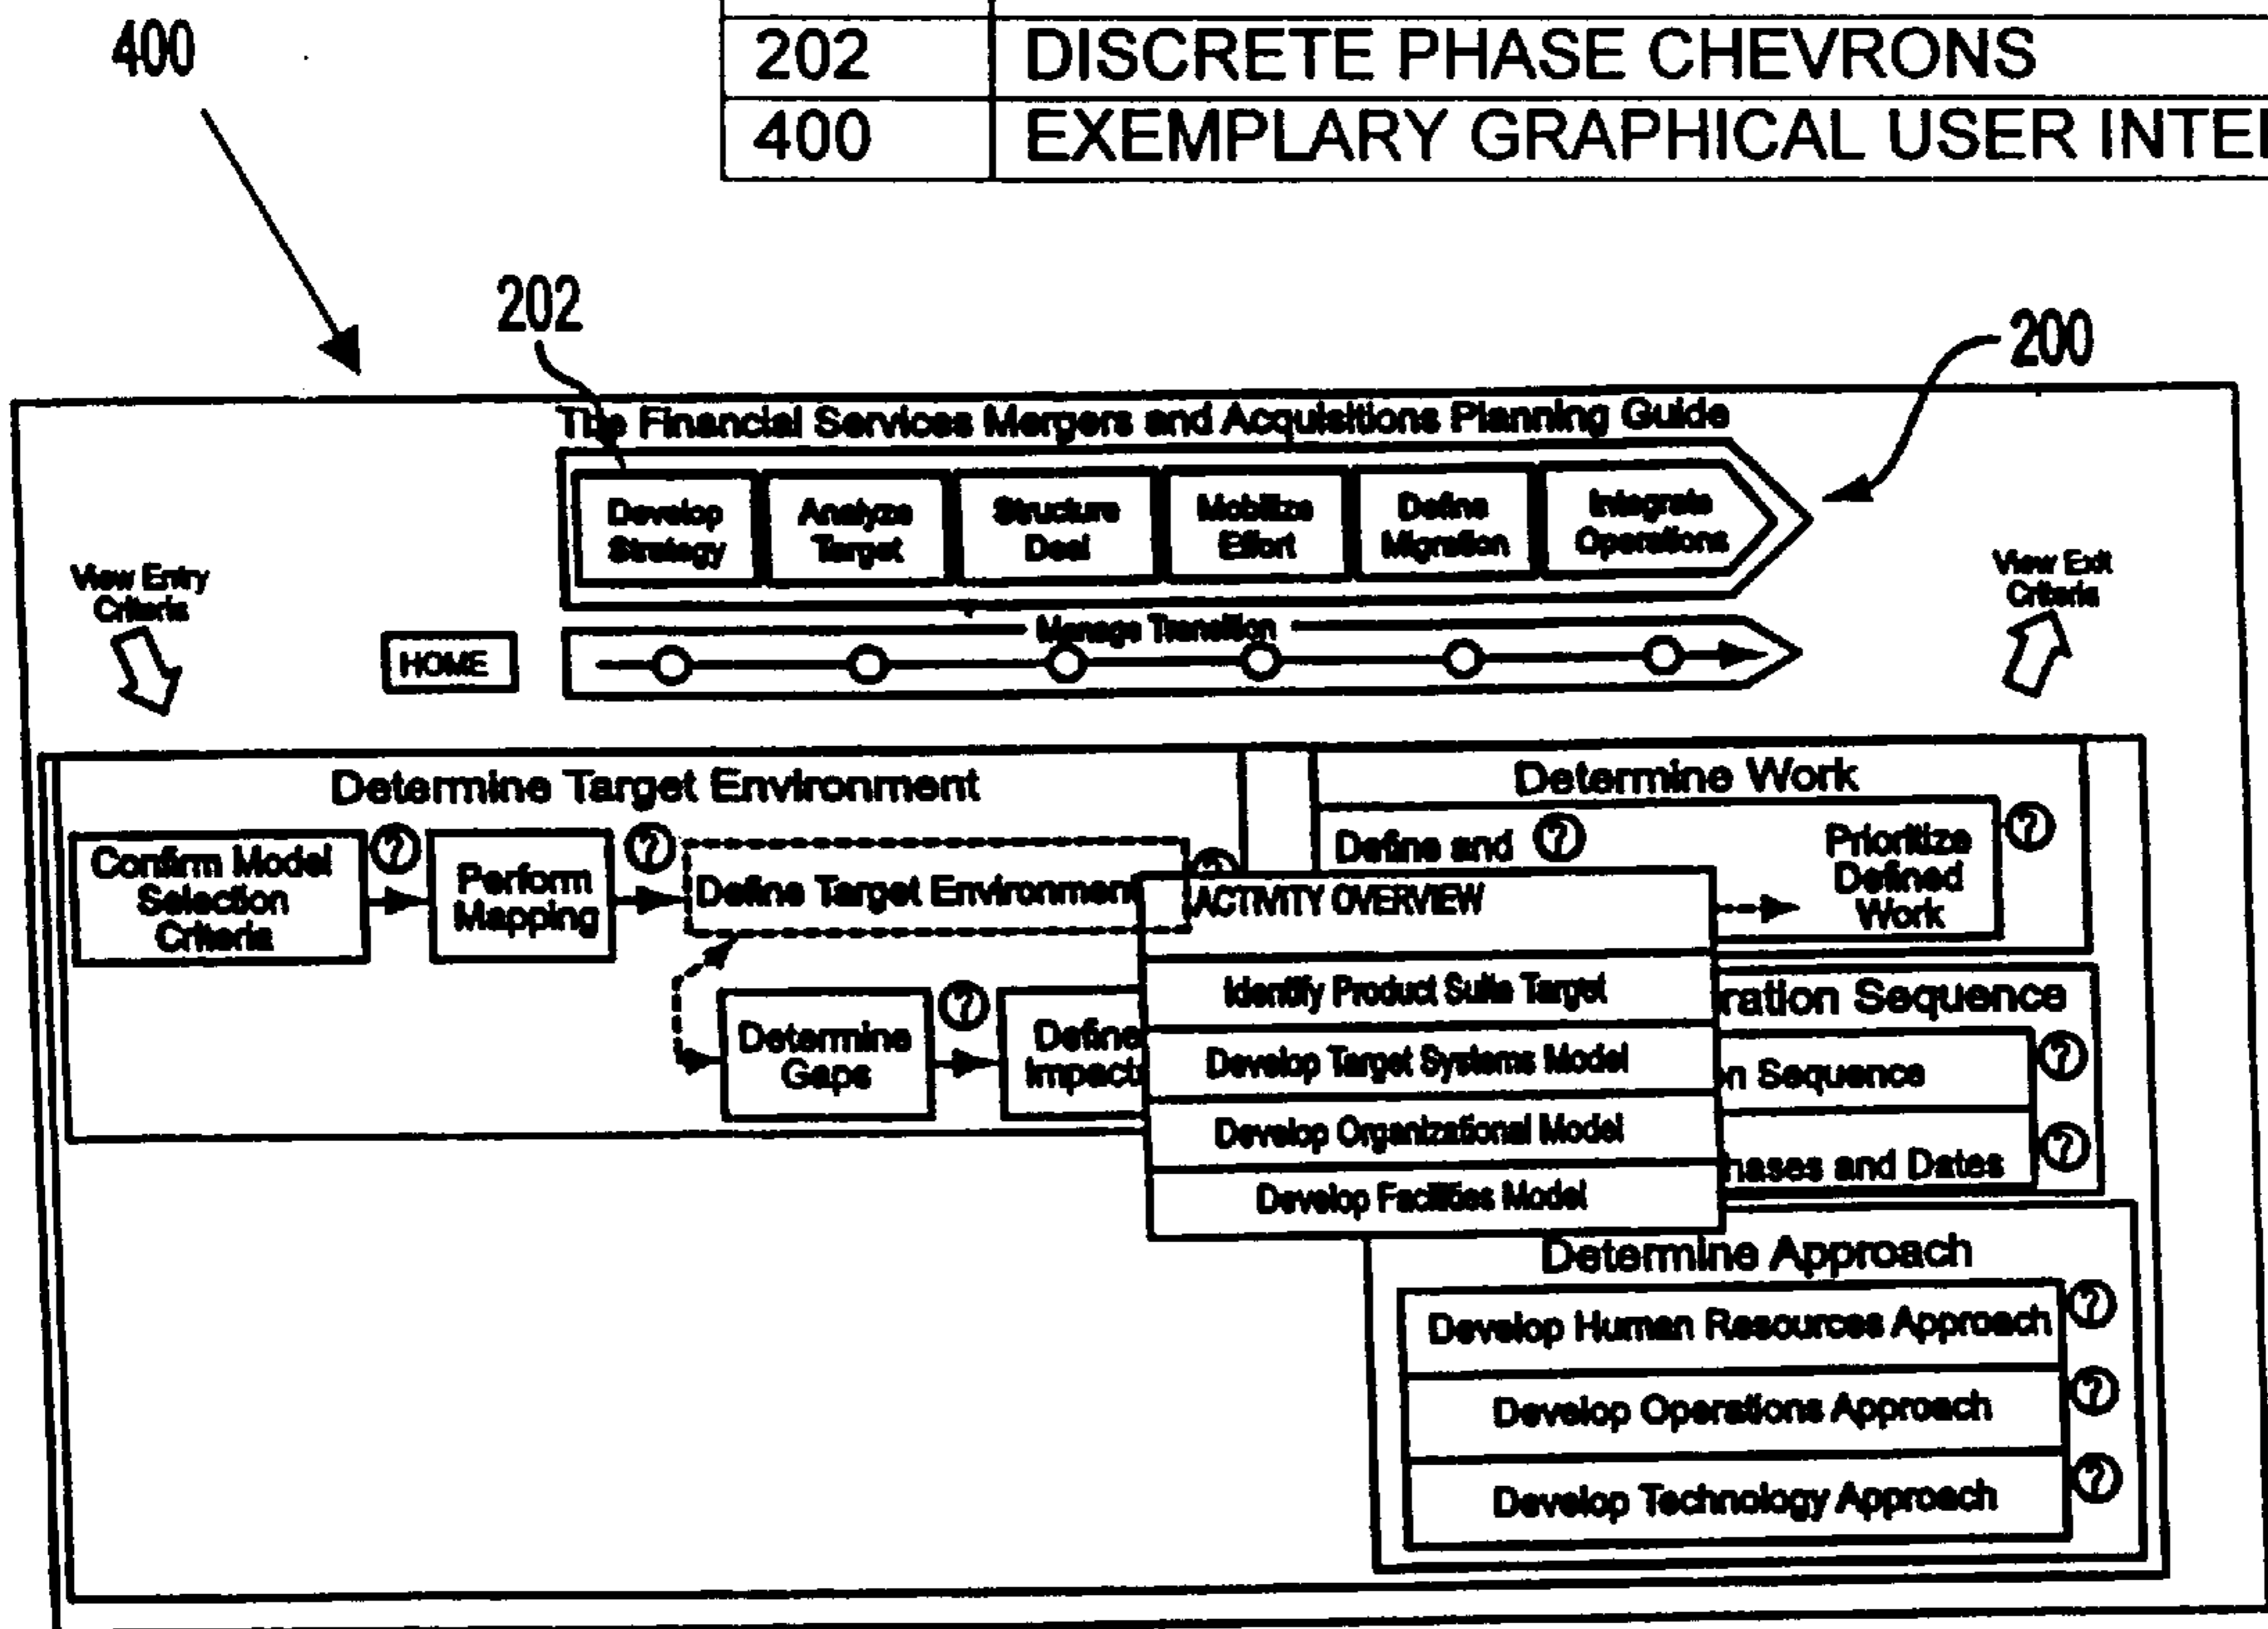 400
202 DISCRETE PHASE CHEVRONS
400 EXEMPLARY GRAPHICAL USER
202
200
The Financial Services Mergers and Acquisitions Planning Guide
Develop
Strategy
Analyze
Target
Structure
Deal
Mobilize
Effort
Define
Migration
Integrate
Operations
View Entry
Criteria
View Exit
Criteria
HOME
Manage Transition
Determine Target Environment
Confirm Model
Selection
Criteria
?
Perform
Mapping
?
Define Target Environment
Determine
Gaps
?
Define
Impact
Determine Work
Define and ?
Prioritize
Defined
Work
?
ACTIVITY OVERVIEW
Identify Product Suite Target
Develop Target Systems Model
Develop Organizational Model
Develop Facilities Model
ration Sequence
n Sequence
?
hases and Dates
?
Determine Approach
Develop Human Resources Approach
?
Develop Operations Approach
?
Develop Technology Approach
?